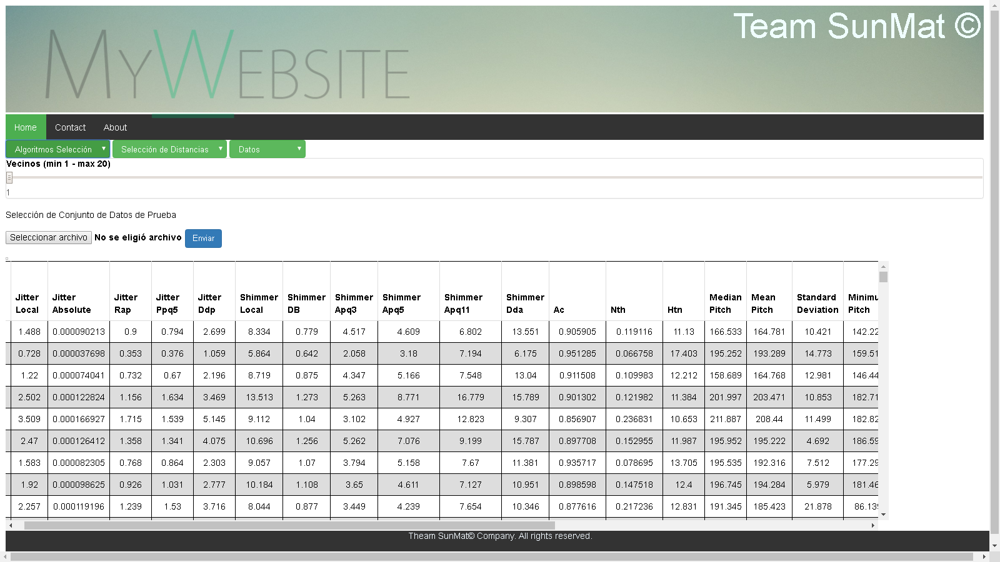 Team SunMat ©
MyWebsite
Home Contact About
Algoritmos Selección Selección de Distancias Datos
Vecinos (min 1 - max 20)
1
Selección de Conjunto de Datos de Prueba
Seleccionar archivo No se eligió archivo Enviar
Jitter Local Jitter Absolute Jitter Rap Jitter Ppq5 Jitter Ddp Shimmer Local Shimmer DB Shimmer Apq3 Shimmer Apq5 Shimmer Apq11 Shimmer Dda Ac Nth Htn Median Pitch Mean Pitch Standard Deviation Minimu Pitch
1.488 0.000090213 0.9 0.794 2.699 8.334 0.779 4.517 4.609 6.802 13.551 0.905905 0.119116 11.13 166.533 164.781 10.421 142.22
0.728 0.000037698 0.353 0.376 1.059 5.864 0.642 2.058 3.18 7.194 6.175 0.951285 0.066758 17.403 195.252 193.289 14.773 159.51
1.22 0.000074041 0.732 0.67 2.196 8.719 0.875 4.347 5.166 7.548 13.04 0.911508 0.109983 12.212 158.689 164.768 12.981 146.44
2.502 0.000122824 1.156 1.634 3.469 13.513 1.273 5.263 8.771 16.779 15.789 0.901302 0.121982 11.384 201.997 203.471 10.853 182.71
3.509 0.000166927 1.715 1.539 5.145 9.112 1.04 3.102 4.927 12.823 9.307 0.856907 0.236831 10.653 211.887 208.44 11.499 182.82
2.47 0.000126412 1.358 1.341 4.075 10.696 1.256 5.262 7.076 9.199 15.787 0.897708 0.152955 11.987 195.952 195.222 4.692 186.59
1.583 0.000082305 0.768 0.864 2.303 9.057 1.07 3.794 5.158 7.67 11.381 0.935717 0.078695 13.705 195.535 192.316 7.512 177.29
1.92 0.000098625 0.926 1.031 2.777 10.184 1.108 3.65 4.611 7.127 10.951 0.898598 0.147518 12.4 196.745 194.284 5.979 181.46
2.257 0.000119196 1.239 1.53 3.716 8.044 0.877 3.449 4.239 7.654 10.346 0.877616 0.217236 12.831 191.345 185.423 21.878 86.139
Theam SunMat© Company. All rights reserved.